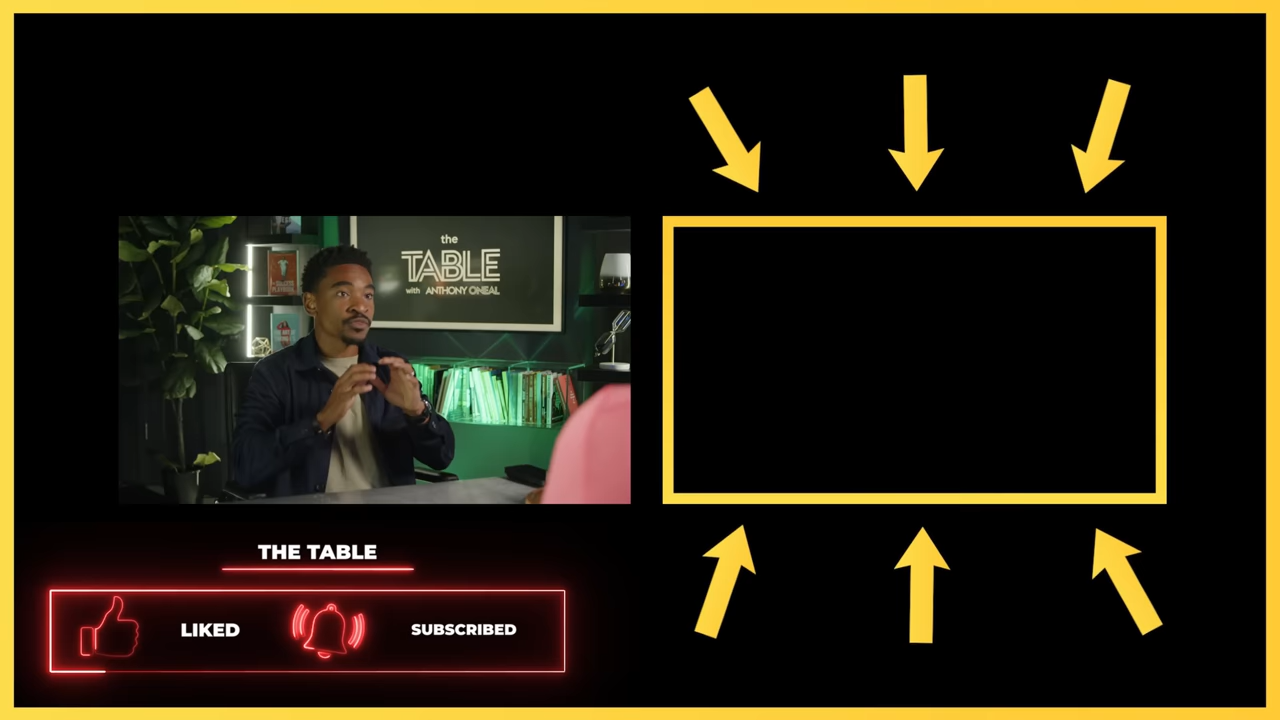 the
TABLE
with ANTHONY ONEAL
THE TABLE
LIKED
SUBSCRIBED